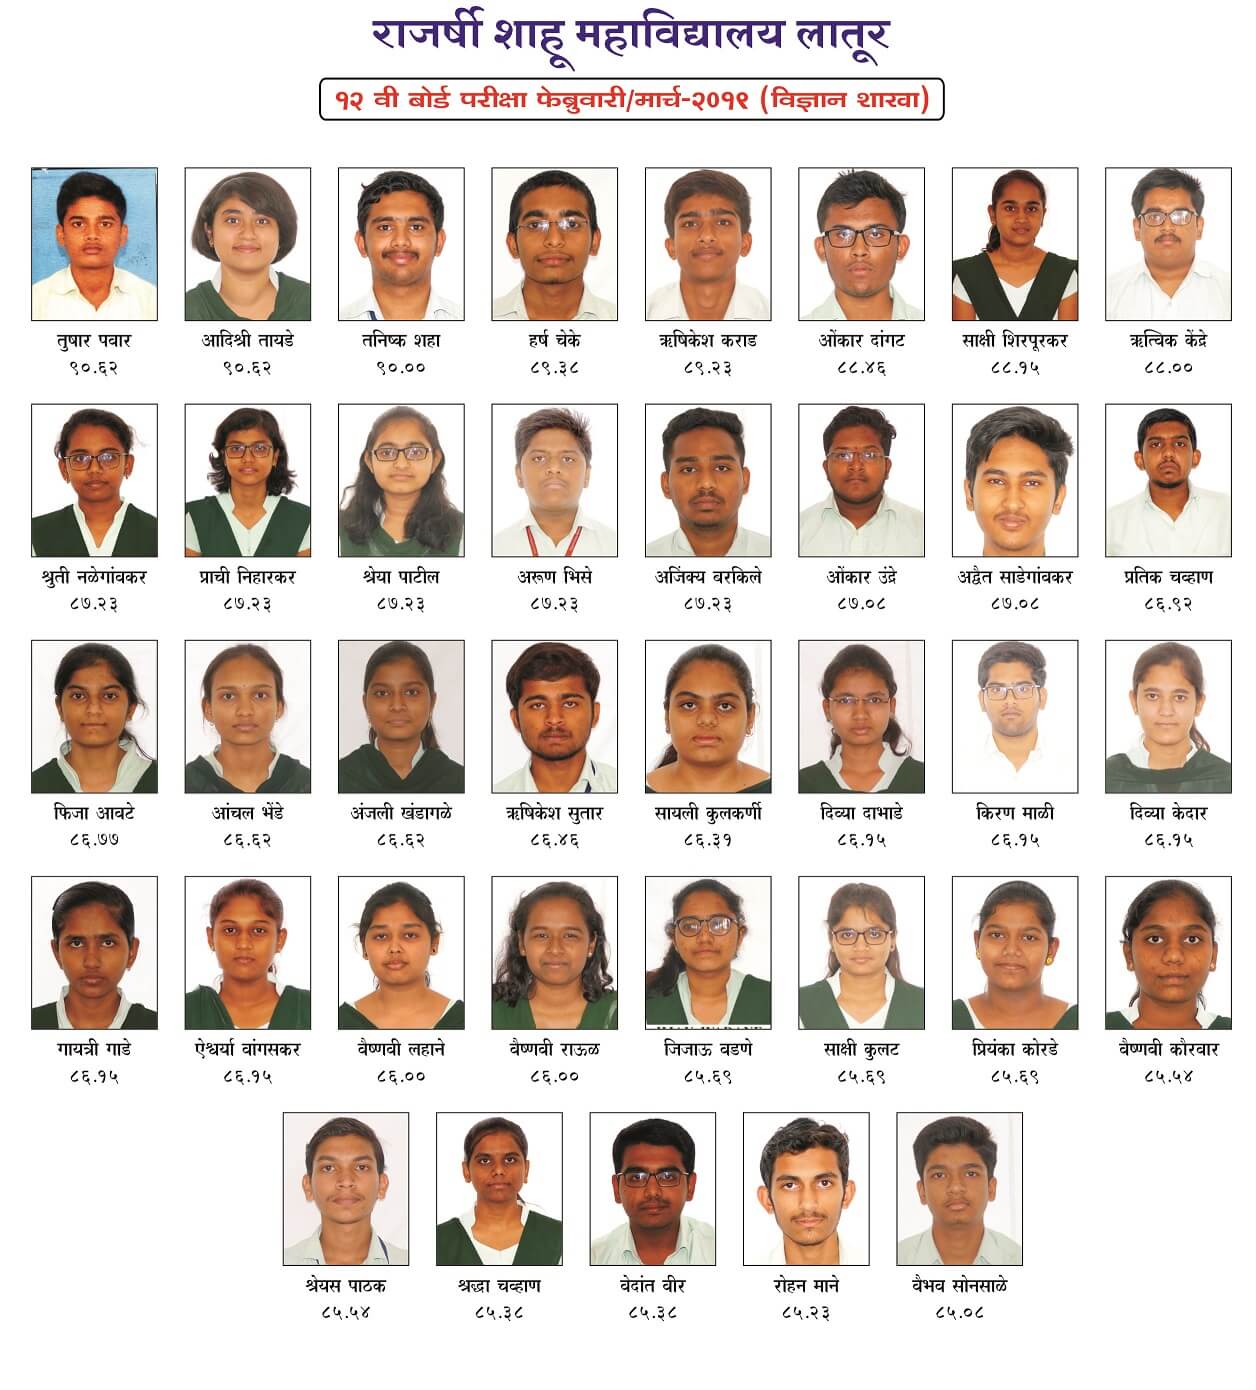 राजर्षी शाहू महाविद्यालय लातूर
१२ वी बोर्ड परीक्षा फेब्रुवारी/मार्च-२०१९ (विज्ञान शाखा)
तुषार पवार आदिश्री तायडे तनिष्क शहा हर्ष चेके ऋषिकेश कराड ओंकार दांगट साक्षी शिरपूरकर ऋत्विक केंद्रे
९०.६२ ९०.६२ ९०.०० ८९.३८ ८९.२३ ८८.४६ ८८.१५ ८८.००
श्रुती नळेगांवकर प्राची निहारकर श्रेया पाटील अरूण भिसे अजिंक्य बरकिले ओंकार उंद्रे अद्वैत साडेगांवकर प्रतिक चव्हाण
८७.२३ ८७.२३ ८७.२३ ८७.२३ ८७.२३ ८७.०८ ८७.०८ ८६.९२
फिजा आवटे आंचल भेंडे अंजली खंडागळे ऋषिकेश सुतार सायली कुलकर्णी दिव्या दाभाडे किरण माळी दिव्या केदार
८६.७७ ८६.६२ ८६.६२ ८६.४६ ८६.३१ ८६.१५ ८६.१५ ८६.१५
गायत्री गाडे ऐश्वर्या वांगसकर वैष्णवी लहाने वैष्णवी राऊळ जिजाऊ वडणे साक्षी कुलट प्रियंका कोरडे वैष्णवी कौरवार
८६.१५ ८६.१५ ८६.०० ८६.०० ८५.६९ ८५.६९ ८५.६९ ८५.५४
श्रेयस पाठक श्रद्धा चव्हाण वेदांत वीर रोहन माने वैभव सोनसाळे
८५.५४ ८५.३८ ८५.३८ ८५.२३ ८५.०८